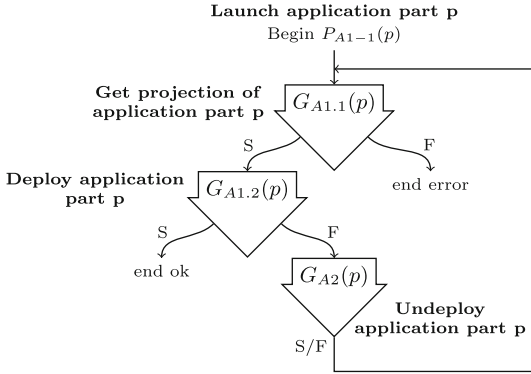 Launch application part p
Begin P_{A1−1}(p)
Get projection of
application part p
G_{A1.1}(p)
S
F
end error
Deploy application
part p
G_{A1.2}(p)
S
F
end ok
G_{A2}(p)
Undeploy
application part p
S/F